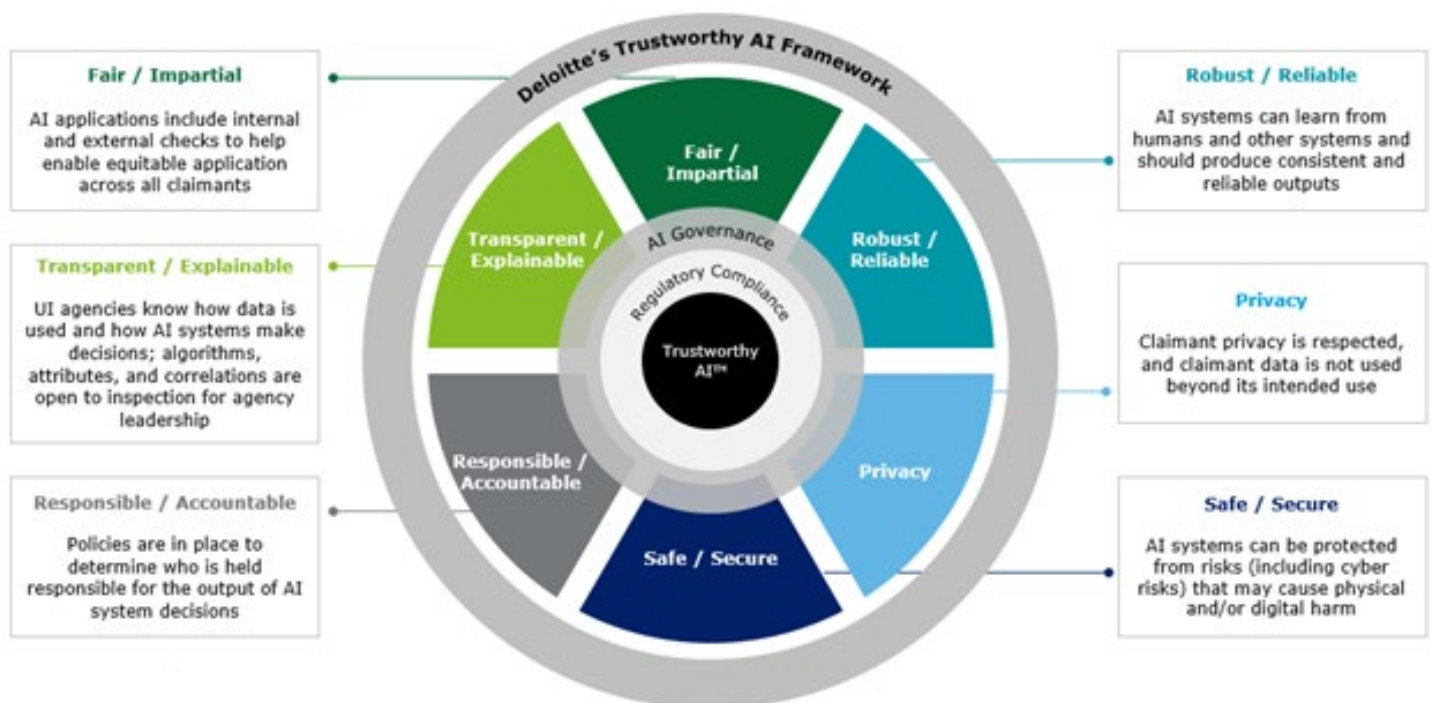 Deloitte's Trustworthy AI Framework
Fair / Impartial
AI applications include internal
and external checks to help
enable equitable application
across all claimants
Transparent / Explainable
UI agencies know how data is
used and how AI systems make
decisions; algorithms,
attributes, and correlations are
open to inspection for agency
leadership
Responsible / Accountable
Policies are in place to
determine who is held
responsible for the output of AI
system decisions
Fair /
Impartial
Transparent /
Explainable
Robust /
Reliable
AI Governance
Regulatory Compliance
Trustworthy
AI™
Responsible /
Accountable
Privacy
Safe / Secure
Robust / Reliable
AI systems can learn from
humans and other systems and
should produce consistent and
reliable outputs
Privacy
Claimant privacy is respected,
and claimant data is not used
beyond its intended use
Safe / Secure
AI systems can be protected
from risks (including cyber
risks) that may cause physical
and/or digital harm